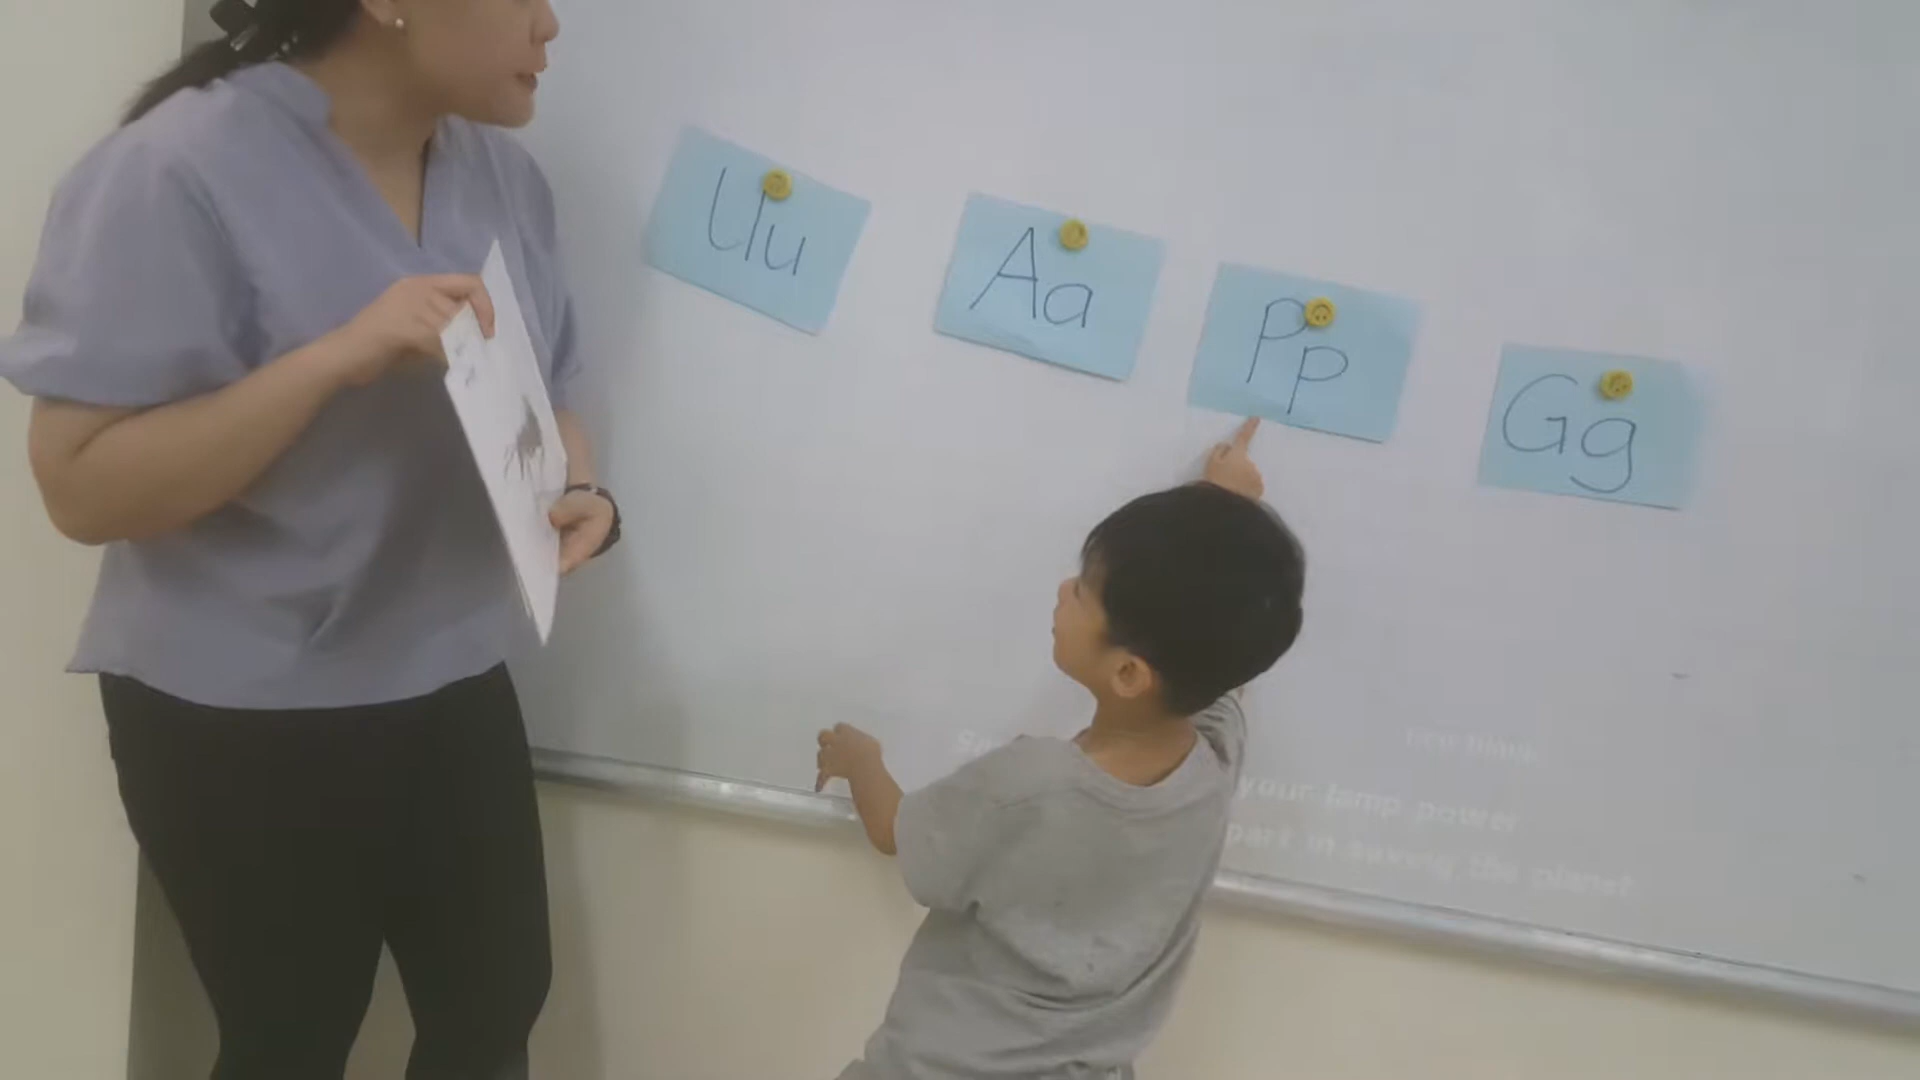 Uu
Aa
Pp
Gg
your lamp power
part in saving the planet